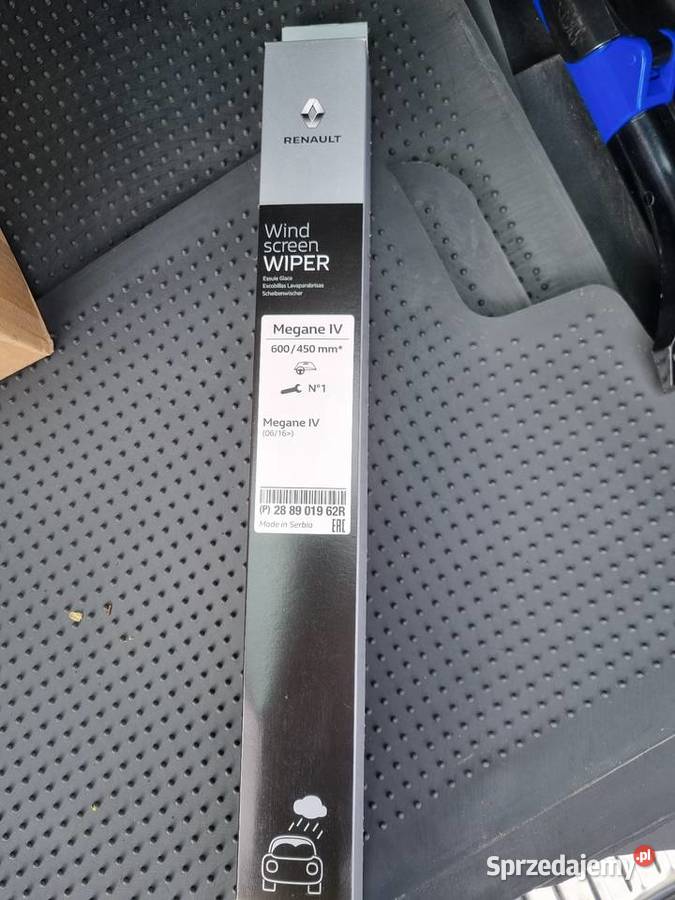 RENAULT
Wind
screen
WIPER
Essuie Glace
Escobillas Lavaparabrisas
Scheibenwischer
Megane IV
600/450 mm*
N°1
Megane IV
(06/16>)
(P) 28 89 019 62R
Made in Serbia EAC
Sprzedajemy.pl